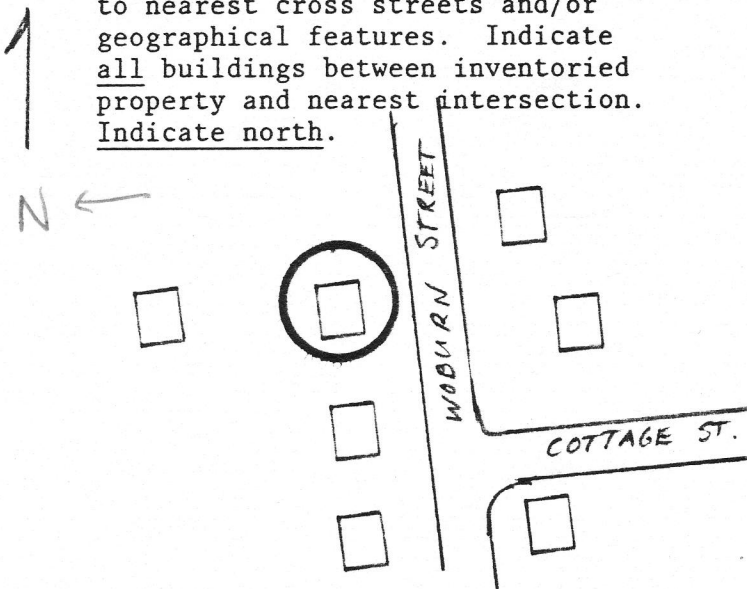 to nearest cross streets and/or
geographical features. Indicate
all buildings between inventoried
property and nearest intersection.
Indicate north.
N
WOBURN STREET
COTTAGE ST.